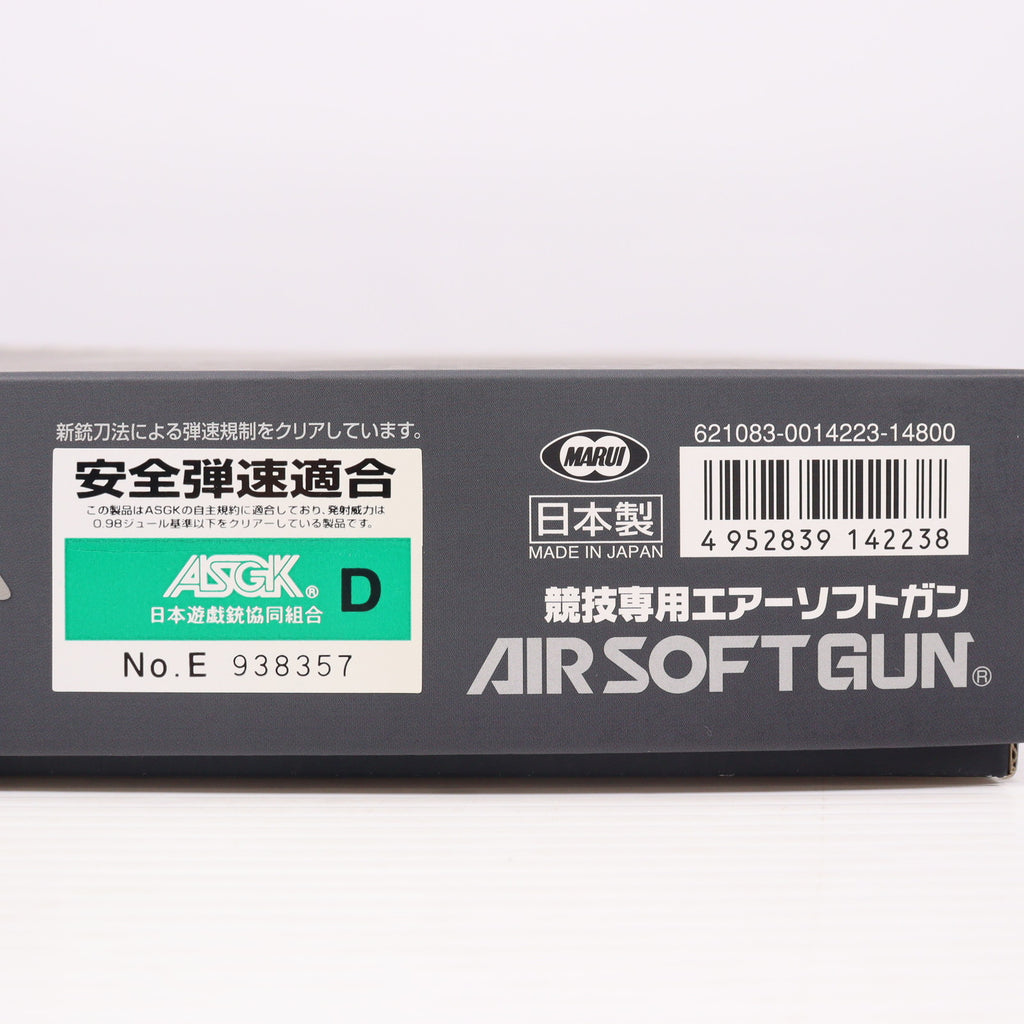 新銃刀法による弾速規制をクリアしています。
安全弾速適合
この製品はASGKの自主規約に適合しており、発射威力は
0.98ジュール基準以下をクリアーしている製品です。
ASGK® D
日本遊戯銃協同組合
No.E 938357
MARUI
日本製
MADE IN JAPAN
621083-0014223-14800
4 952839 142238
競技専用エアーソフトガン
AIRSOFT GUN®